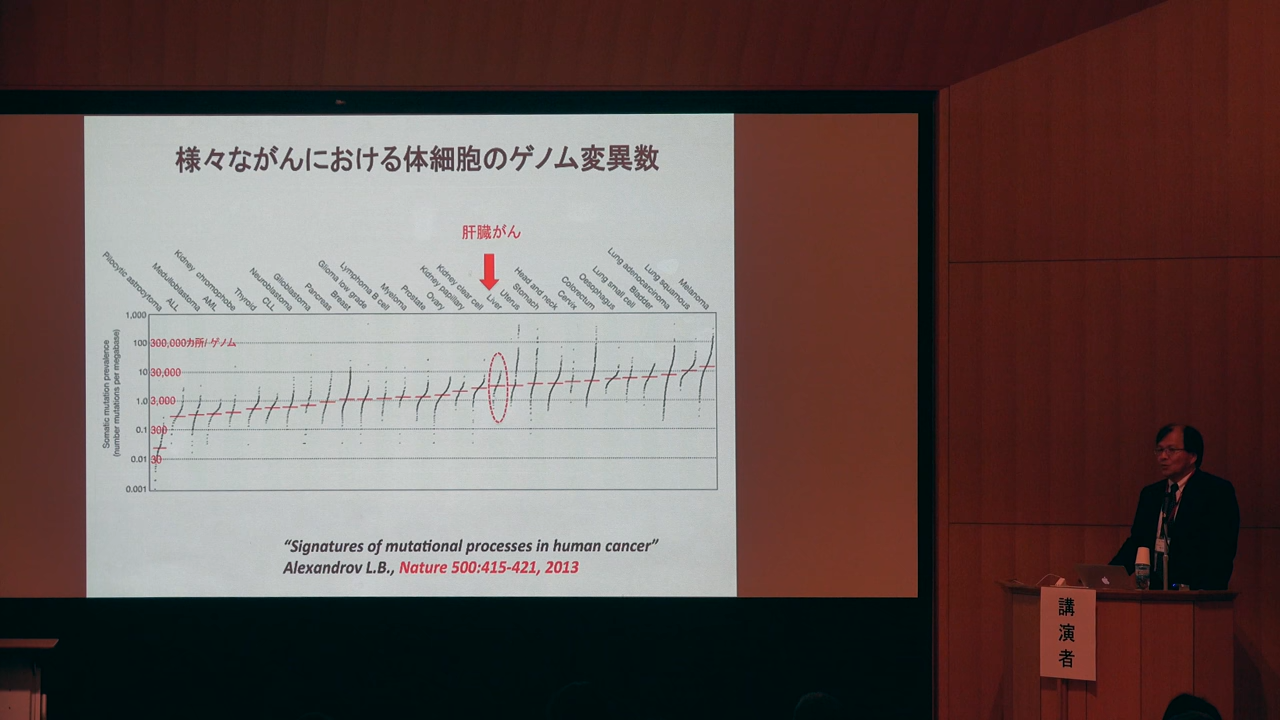 様々ながんにおける体細胞のゲノム変異数
肝臓がん
Pilocytic astrocytoma
ALL
Medulloblastoma
AML
Kidney chromophobe
Thyroid
CLL
Neuroblastoma
Glioblastoma
Pancreas
Breast
Glioma low grade
Lymphoma B cell
Myeloma
Prostate
Ovary
Kidney papillary
Kidney clear cell
Liver
Uterus
Stomach
Head and neck
Cervix
Colorectum
Oesophagus
Lung small cell
Bladder
Lung adenocarcinoma
Lung squamous
Melanoma
Somatic mutation prevalence
(number mutations per megabase)
1,000
100 300,000カ所/ゲノム
10 30,000
1.0 3,000
0.1 300
0.01 30
0.001
“Signatures of mutational processes in human cancer”
Alexandrov L.B., Nature 500:415-421, 2013
講演者